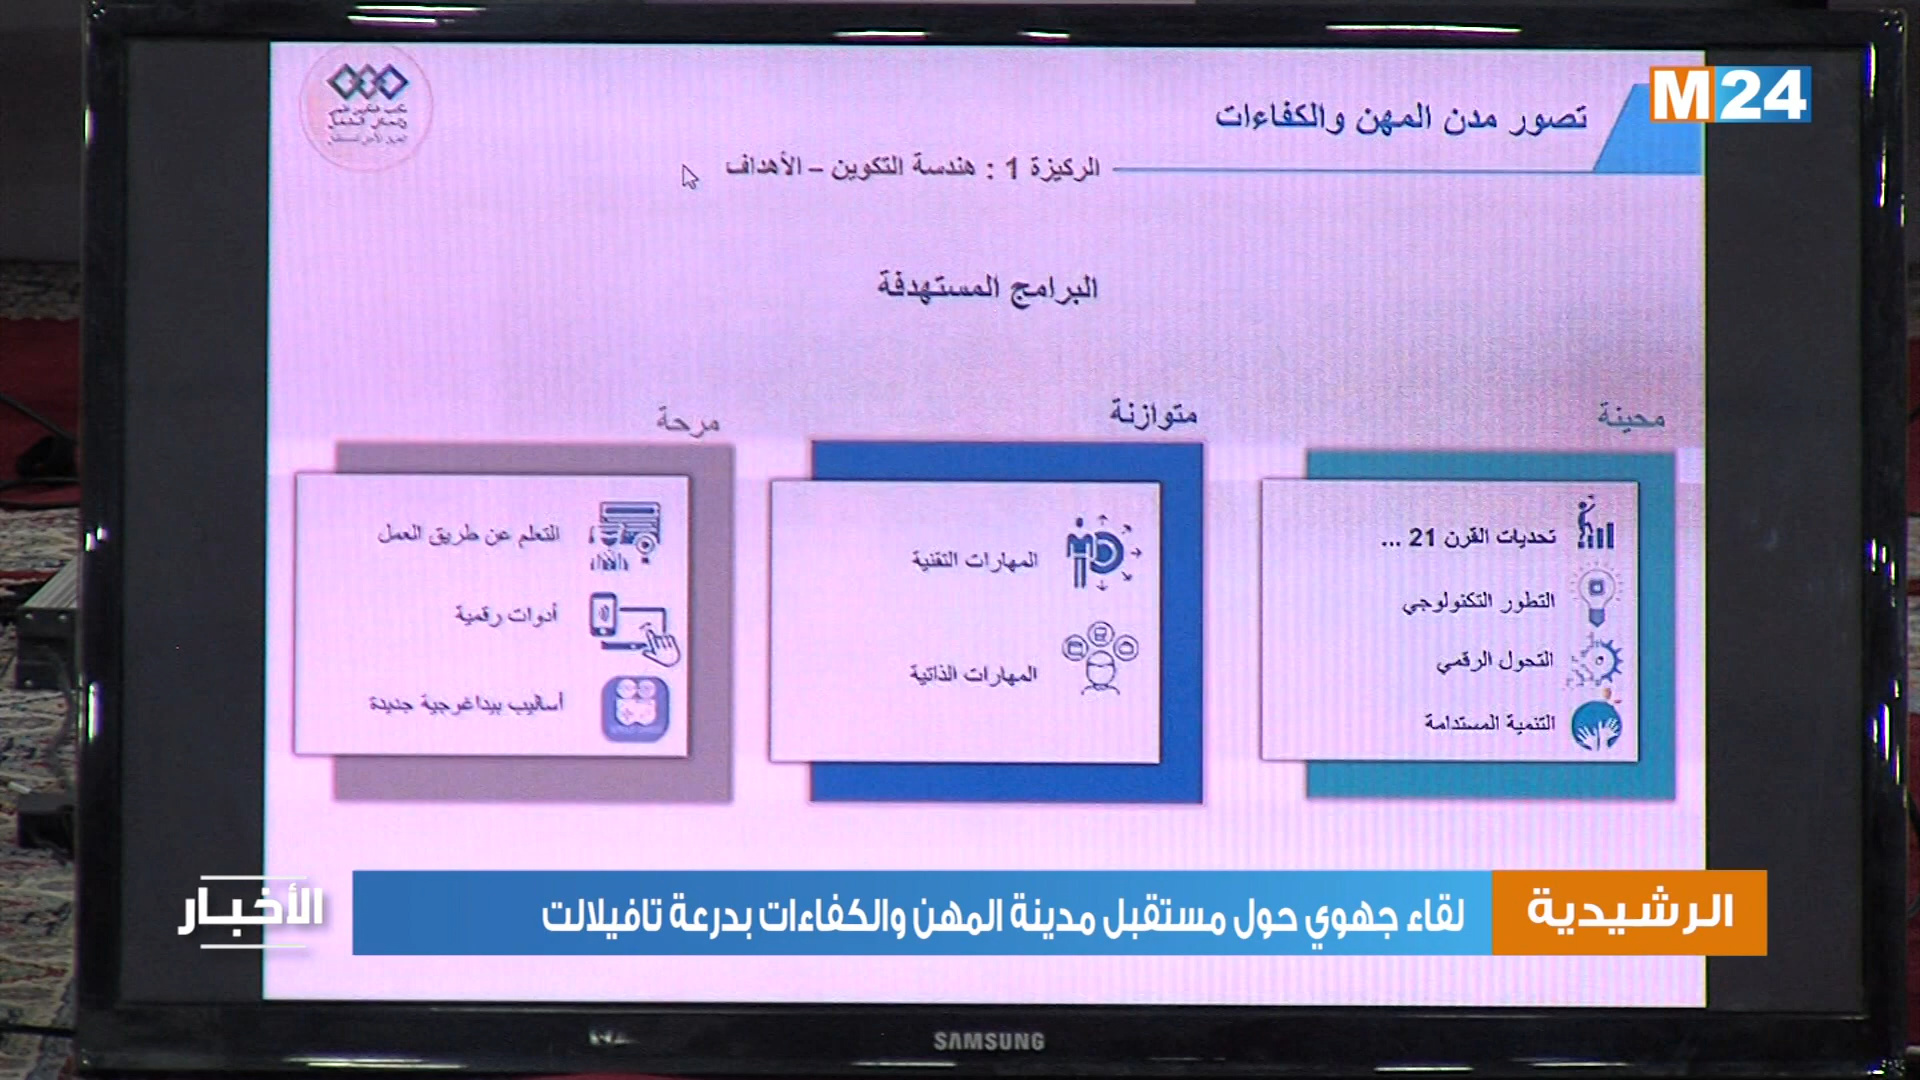 M24
تصور مدن المهن والكفاءات
الركيزة 1 : هندسة التكوين – الأهداف
البرامج المستهدفة
محينة
تحديات القرن 21 ...
التطور التكنولوجي
التحول الرقمي
التنمية المستدامة
متوازنة
المهارات التقنية
المهارات الذاتية
مرحة
التعلم عن طريق العمل
أدوات رقمية
أساليب بيداغوجية جديدة
الرشيدية
لقاء جهوي حول مستقبل مدينة المهن والكفاءات بدرعة تافيلالت
الأخبار
SAMSUNG